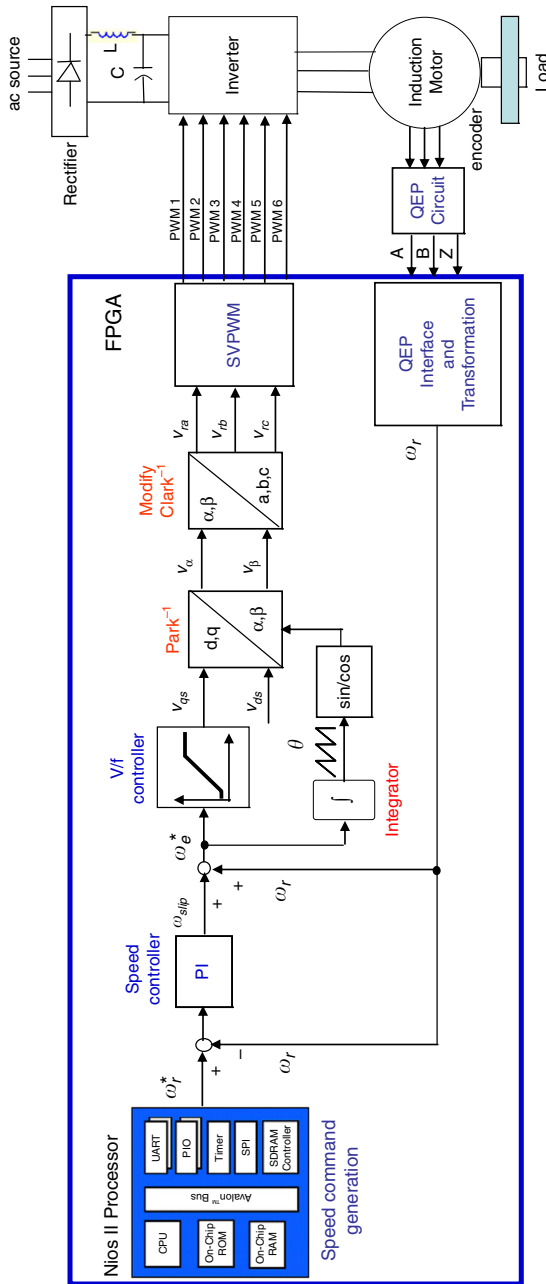 Nios II Processor
CPU
On-Chip
ROM
On-Chip
RAM
Avalon™ Bus
UART
PIO
Timer
SPI
SDRAM
Controller
Speed command
generation
ω*r
+
−
ωr
Speed
controller
PI
ωslip
+
+
ωr
ω*e
V/f
controller
Integrator
∫
θ
sin/cos
vqs
vds
Park−1
d,q
α,β
vα
vβ
Modify
Clark−1
α,β
a,b,c
vra
vrb
vrc
SVPWM
FPGA
QEP
Interface
and
Transformation
ωr
PWM 1
PWM 2
PWM 3
PWM 4
PWM 5
PWM 6
A
B
Z
QEP
Circuit
encoder
ac source
Rectifier
L
C
Inverter
Induction
Motor
Load